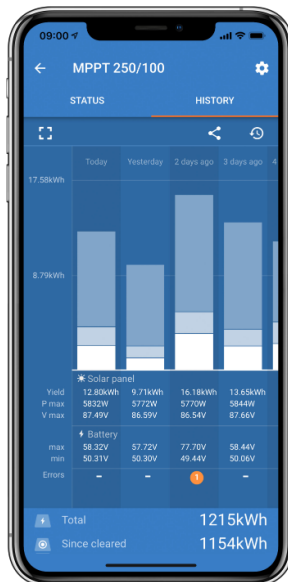 09:00
MPPT 250/100
STATUS HISTORY
Today Yesterday 2 days ago 3 days ago 4
17.58kWh
8.79kWh
Solar panel
Yield 12.80kWh 9.71kWh 16.18kWh 13.65kWh
P max 5832W 5772W 5770W 5844W
V max 87.49V 86.59V 86.54V 87.66V
Battery
max 58.32V 57.72V 77.70V 58.44V
min 50.31V 50.30V 49.44V 50.06V
Errors - - 1 -
Total 1215kWh
Since cleared 1154kWh